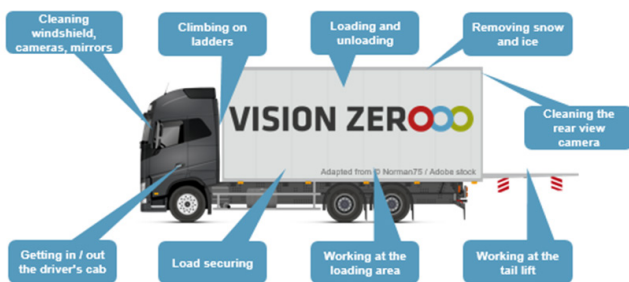 Cleaning
windshield,
cameras, mirrors
Climbing on
ladders
Loading and
unloading
Removing snow
and ice
Cleaning the
rear view
camera
VISION ZEROOO
Adapted from © Norman75 / Adobe stock
Getting in / out
the driver's cab
Load securing
Working at the
loading area
Working at the
tail lift